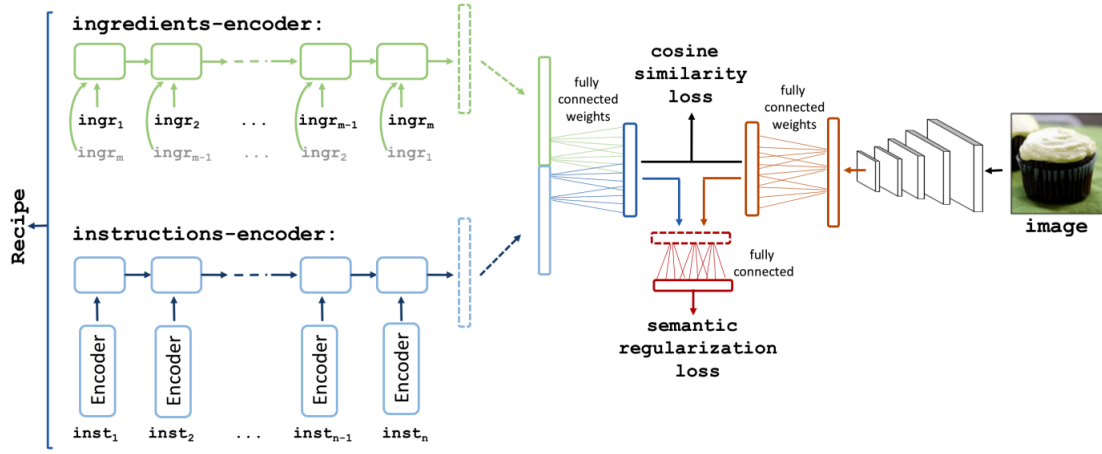 ingredients-encoder:
ingr1 ingr2 ... ingrm-1 ingrm
ingrm ingrm-1 ... ingr2 ingr1
Recipe
instructions-encoder:
Encoder Encoder Encoder Encoder
inst1 inst2 ... instn-1 instn
fully
connected
weights
cosine
similarity
loss
fully
connected
weights
fully
connected
semantic
regularization
loss
image